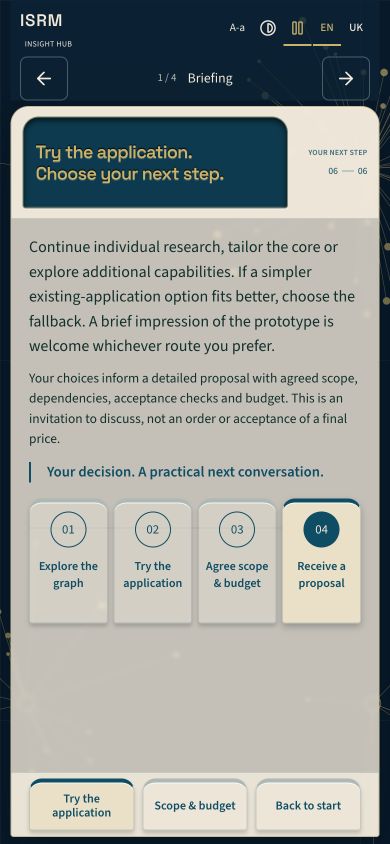 ISRM
INSIGHT HUB
A-a
EN
UK
1 / 4 Briefing
Try the application.
Choose your next step.
YOUR NEXT STEP
06 — 06
Continue individual research, tailor the core or
explore additional capabilities. If a simpler
existing-application option fits better, choose the
fallback. A brief impression of the prototype is
welcome whichever route you prefer.
Your choices inform a detailed proposal with agreed scope,
dependencies, acceptance checks and budget. This is an
invitation to discuss, not an order or acceptance of a final
price.
Your decision. A practical next conversation.
01
Explore the
graph
02
Try the
application
03
Agree scope
& budget
04
Receive a
proposal
Try the
application
Scope & budget
Back to start